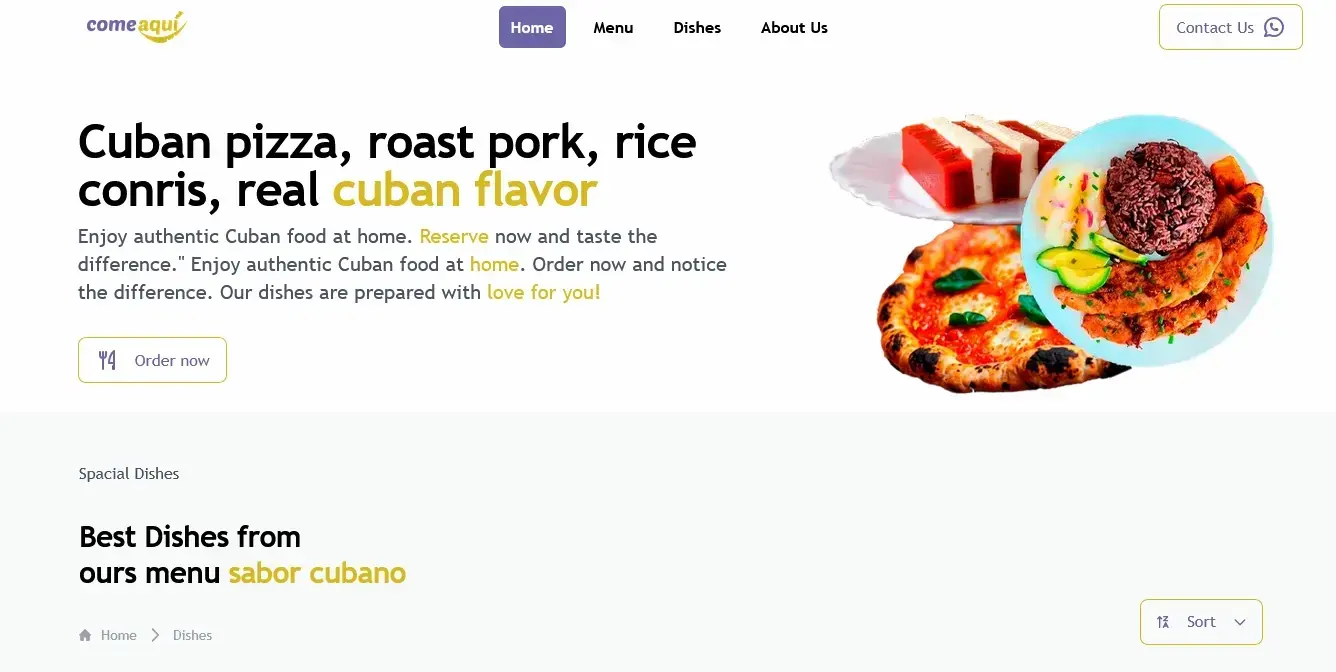 comeaquí
Home
Menu
Dishes
About Us
Contact Us
Cuban pizza, roast pork, rice
conris, real cuban flavor
Enjoy authentic Cuban food at home. Reserve now and taste the
difference." Enjoy authentic Cuban food at home. Order now and notice
the difference. Our dishes are prepared with love for you!
Order now
Spacial Dishes
Best Dishes from
ours menu sabor cubano
Home
Dishes
Sort